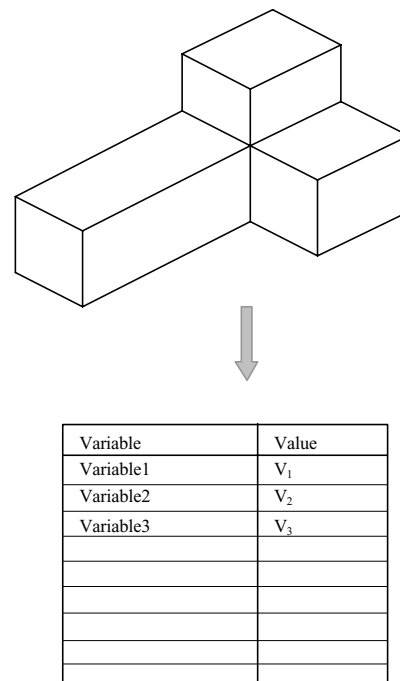 Variable Value
Variable1 V₁
Variable2 V₂
Variable3 V₃